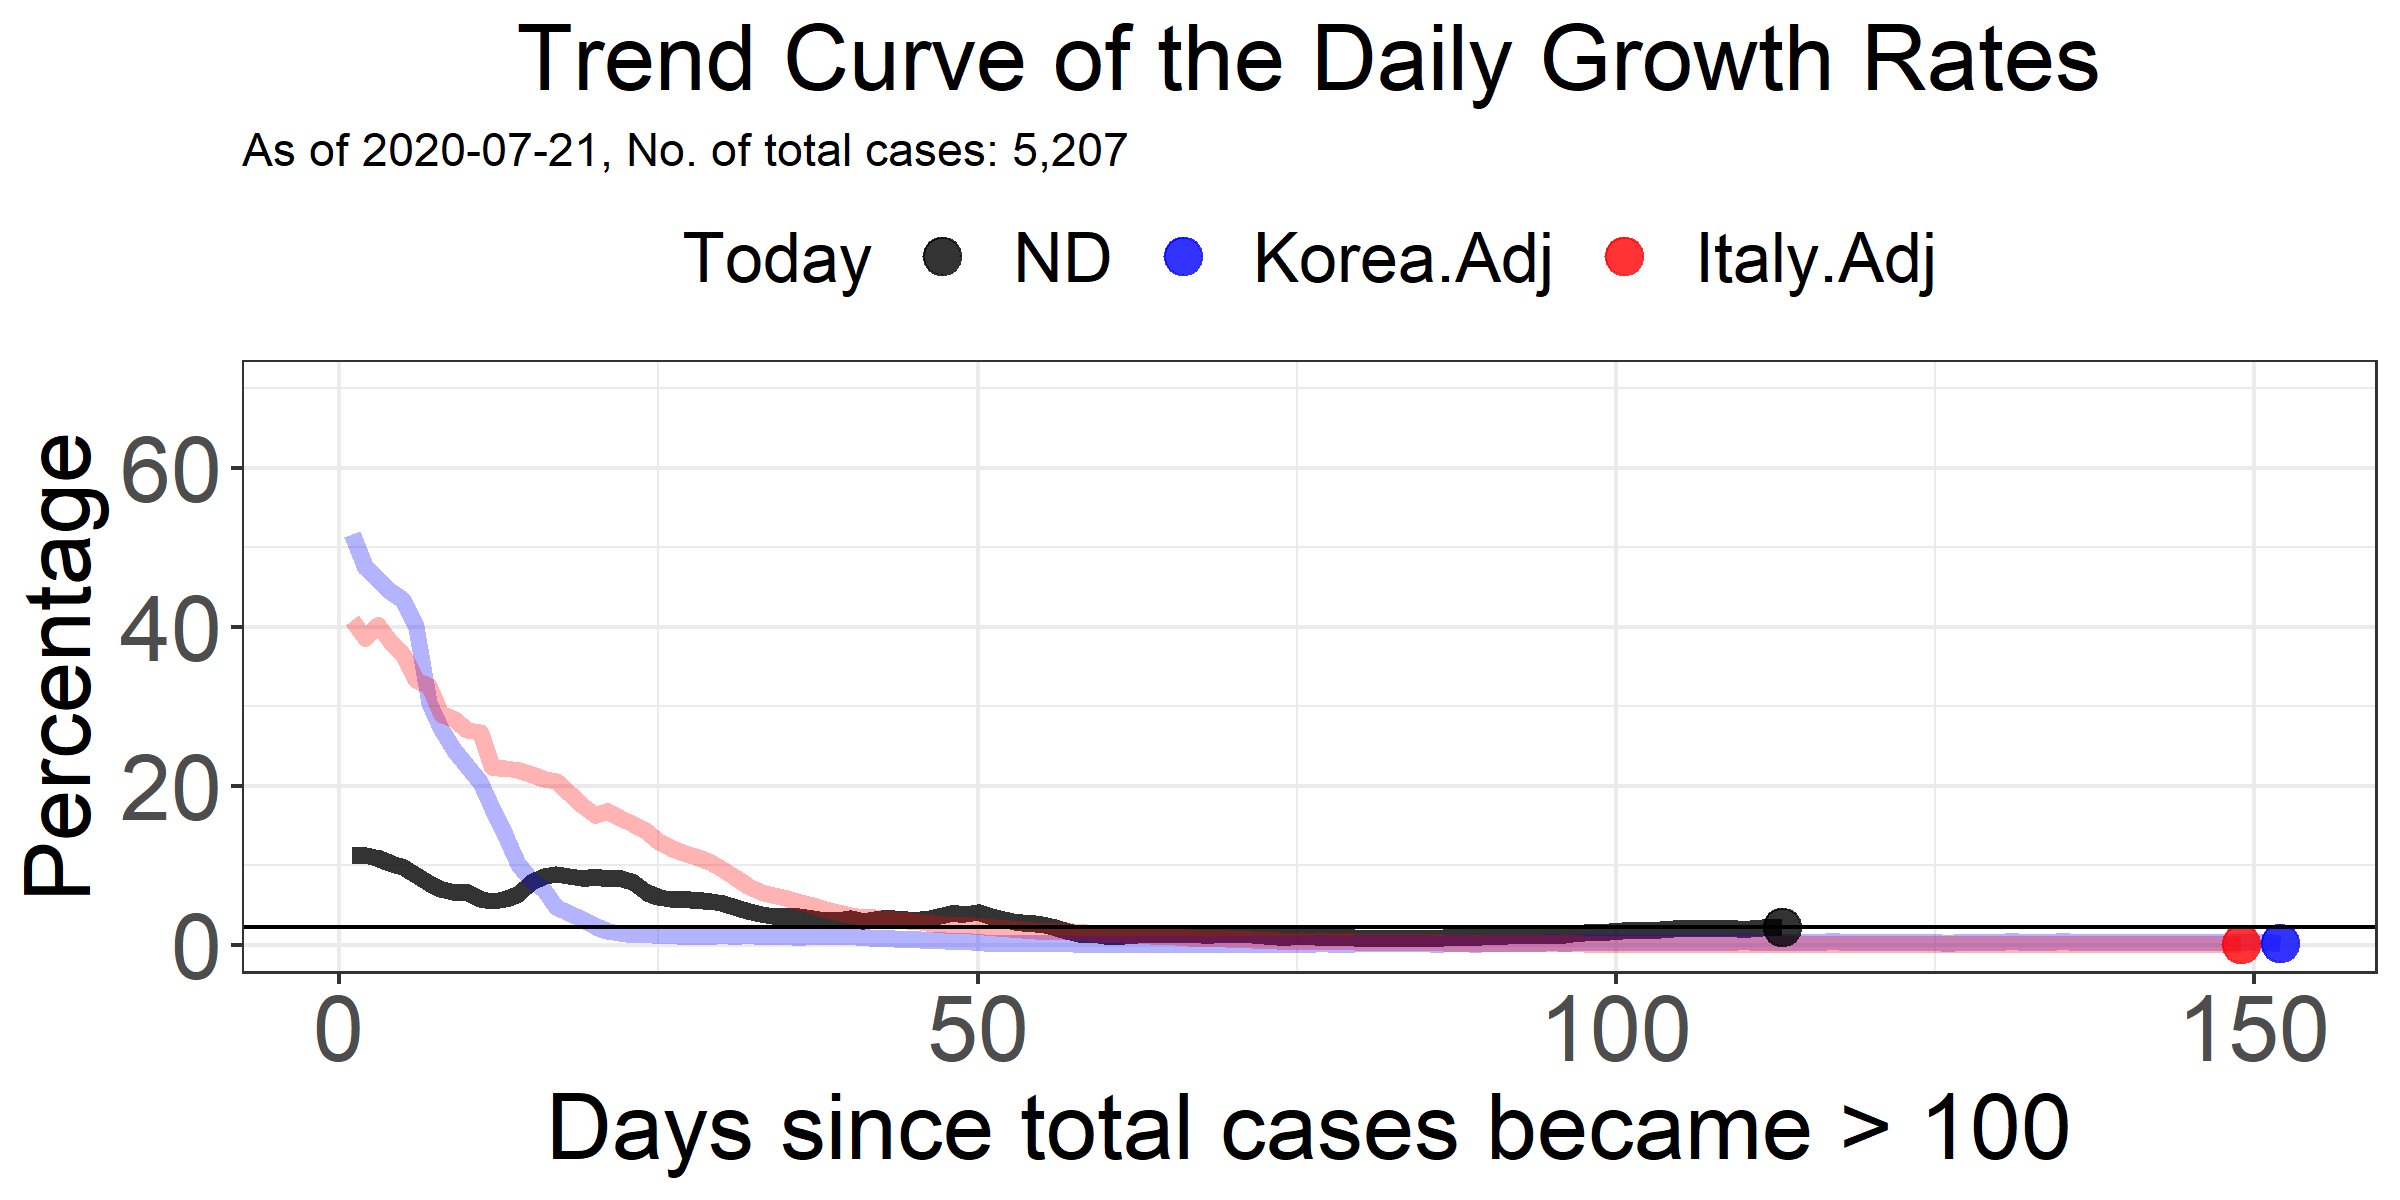 Trend Curve of the Daily Growth Rates
As of 2020-07-21, No. of total cases: 5,207
Today ND Korea.Adj Italy.Adj
Percentage
60
40
20
0
0 50 100 150
Days since total cases became > 100